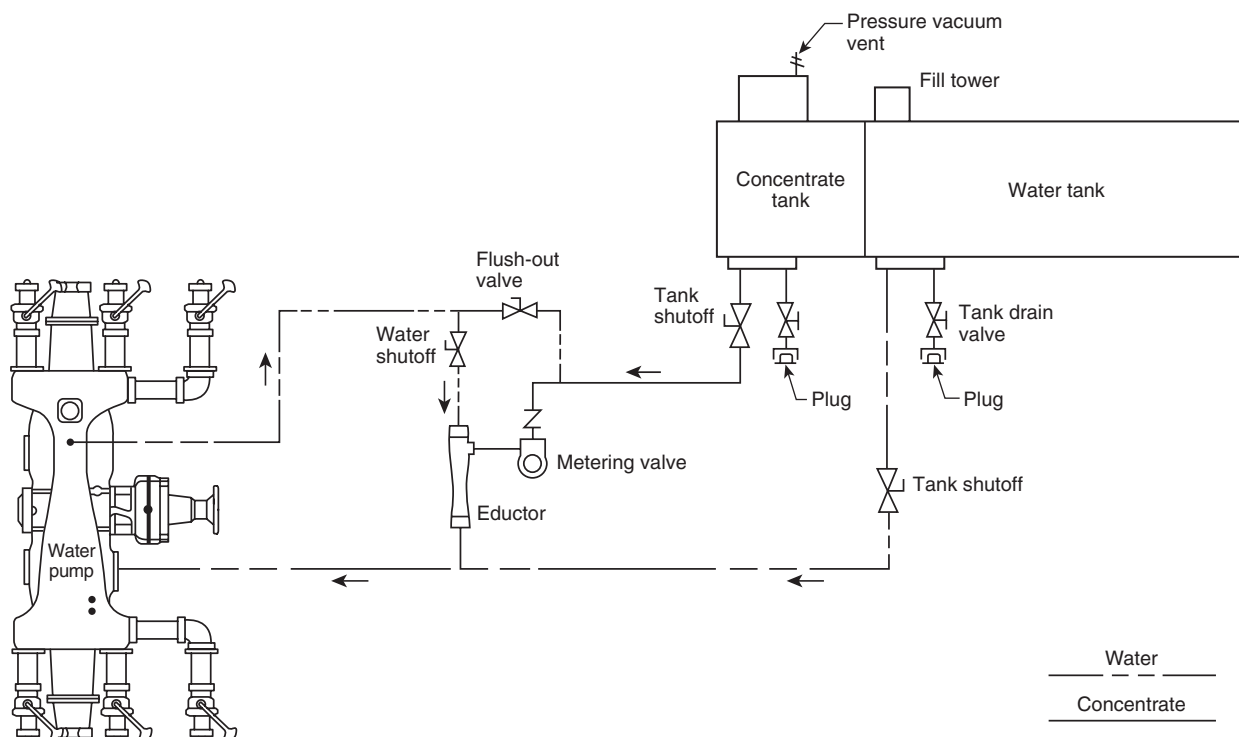 Pressure vacuum
vent
Fill tower
Concentrate
tank
Water tank
Flush-out
valve
Tank
shutoff
Tank drain
valve
Water
shutoff
Plug
Plug
Metering valve
Tank shutoff
Eductor
Water
pump
Water
Concentrate